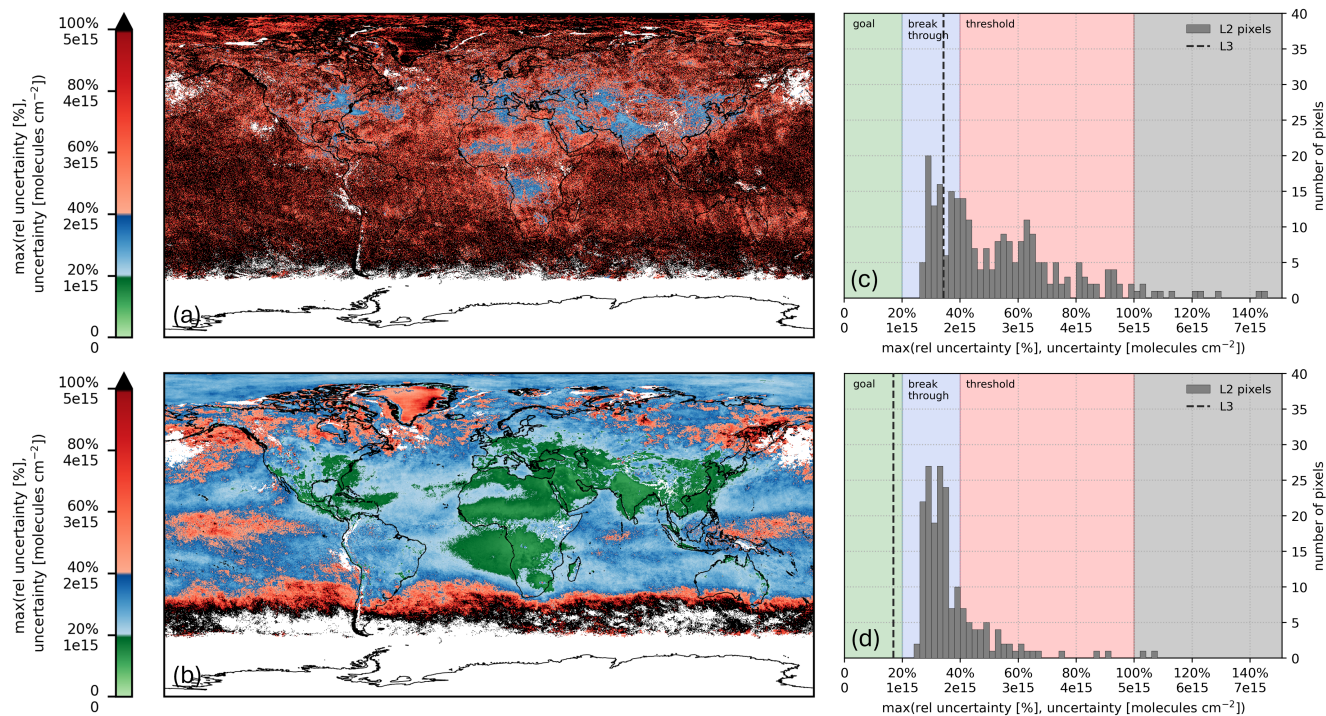 100%
5e15
80%
4e15
60%
3e15
40%
2e15
20%
1e15
0
0
max(rel uncertainty [%],
uncertainty [molecules cm⁻²])
(a)
goal
break
through
threshold
L2 pixels
L3
(c)
40
35
30
25
20
15
10
5
0
number of pixels
0 20% 40% 60% 80% 100% 120% 140%
0 1e15 2e15 3e15 4e15 5e15 6e15 7e15
max(rel uncertainty [%], uncertainty [molecules cm⁻²])
100%
5e15
80%
4e15
60%
3e15
40%
2e15
20%
1e15
0
0
max(rel uncertainty [%],
uncertainty [molecules cm⁻²])
(b)
goal
break
through
threshold
L2 pixels
L3
(d)
40
35
30
25
20
15
10
5
0
number of pixels
0 20% 40% 60% 80% 100% 120% 140%
0 1e15 2e15 3e15 4e15 5e15 6e15 7e15
max(rel uncertainty [%], uncertainty [molecules cm⁻²])